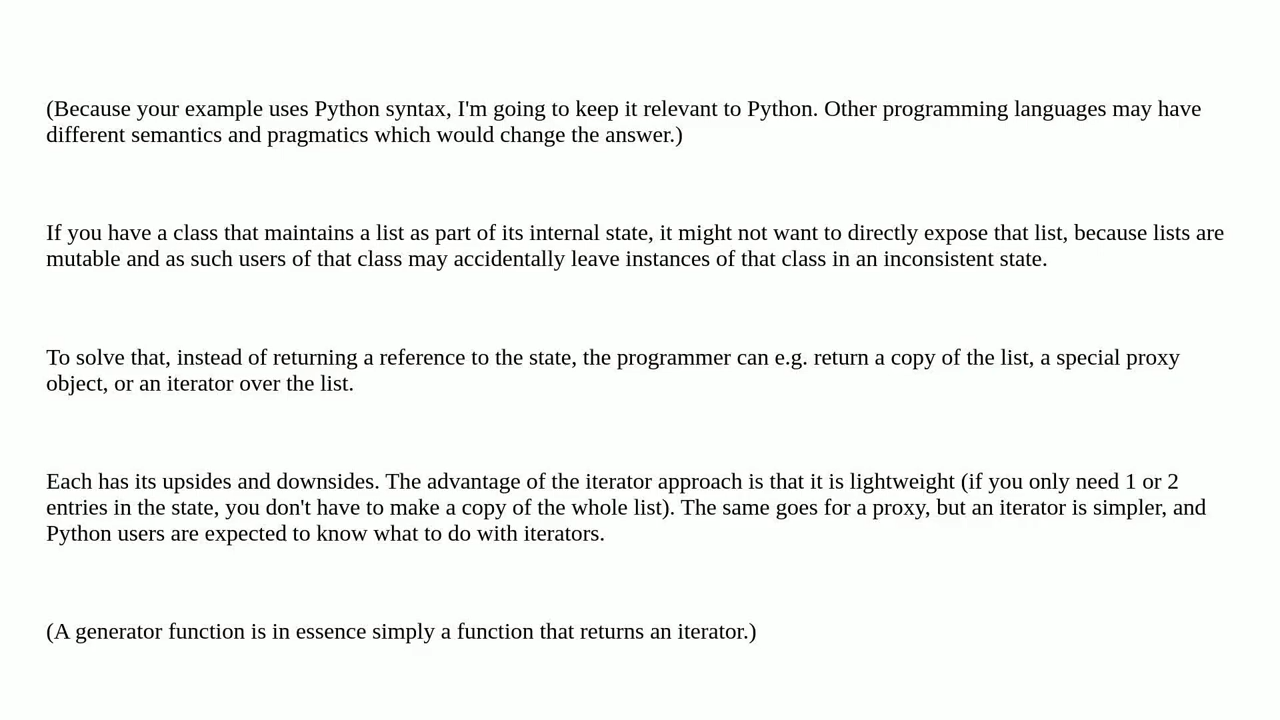 (Because your example uses Python syntax, I'm going to keep it relevant to Python. Other programming languages may have
different semantics and pragmatics which would change the answer.)
If you have a class that maintains a list as part of its internal state, it might not want to directly expose that list, because lists are
mutable and as such users of that class may accidentally leave instances of that class in an inconsistent state.
To solve that, instead of returning a reference to the state, the programmer can e.g. return a copy of the list, a special proxy
object, or an iterator over the list.
Each has its upsides and downsides. The advantage of the iterator approach is that it is lightweight (if you only need 1 or 2
entries in the state, you don't have to make a copy of the whole list). The same goes for a proxy, but an iterator is simpler, and
Python users are expected to know what to do with iterators.
(A generator function is in essence simply a function that returns an iterator.)